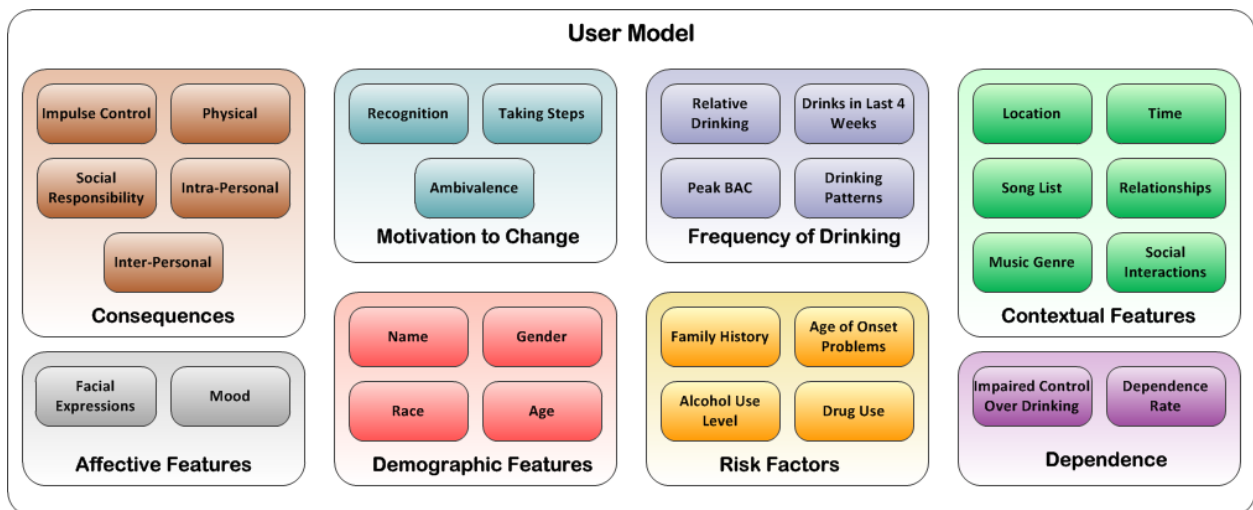 User Model
Impulse Control
Physical
Social
Responsibility
Intra-Personal
Inter-Personal
Consequences
Recognition
Taking Steps
Ambivalence
Motivation to Change
Relative
Drinking
Drinks in Last 4
Weeks
Peak BAC
Drinking
Patterns
Frequency of Drinking
Location
Time
Song List
Relationships
Music Genre
Social
Interactions
Contextual Features
Facial
Expressions
Mood
Affective Features
Name
Gender
Race
Age
Demographic Features
Family History
Age of Onset
Problems
Alcohol Use
Level
Drug Use
Risk Factors
Impaired Control
Over Drinking
Dependence
Rate
Dependence